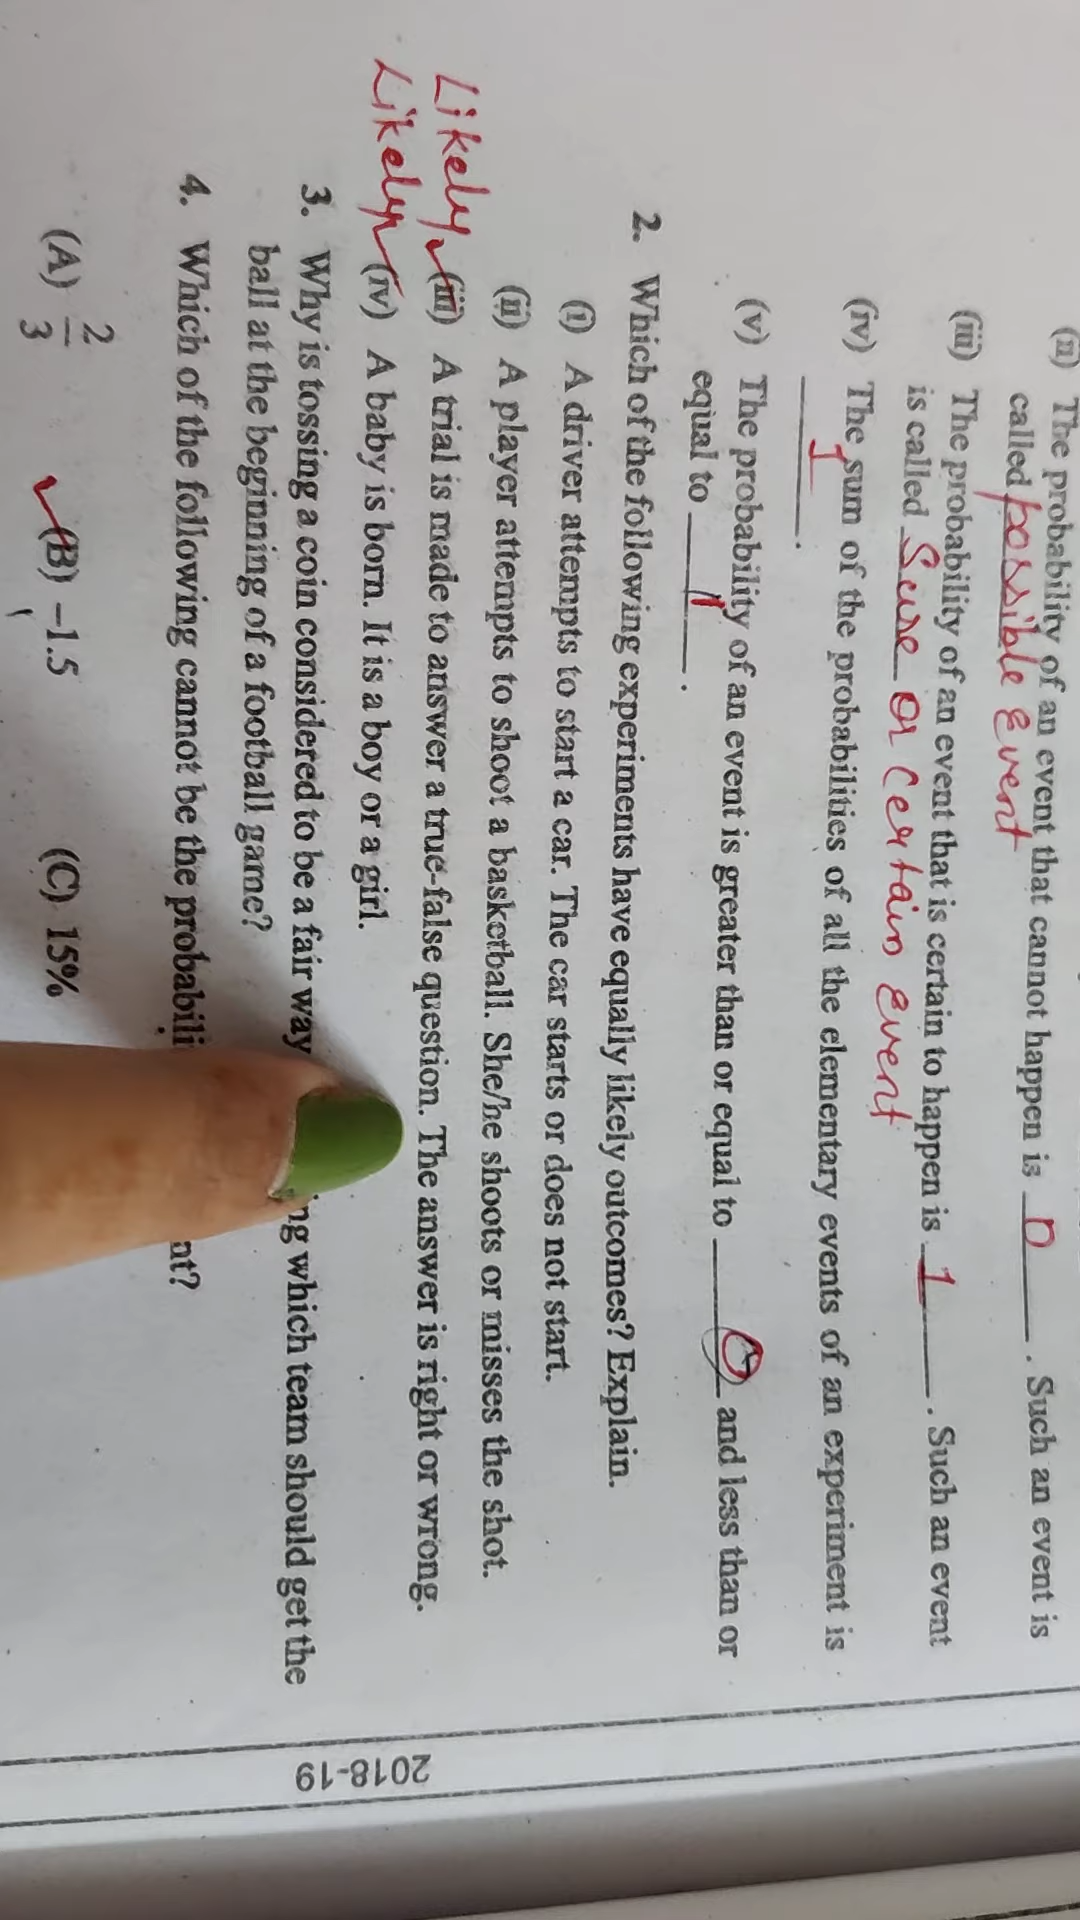 (ii) The probability of an event that cannot happen is 0. Such an event is
called possible Event
(iii) The probability of an event that is certain to happen is 1. Such an event
is called Sure or Certain event
(iv) The sum of the probabilities of all the elementary events of an experiment is
1.
(v) The probability of an event is greater than or equal to 0 and less than or
equal to 1.
2. Which of the following experiments have equally likely outcomes? Explain.
(i) A driver attempts to start a car. The car starts or does not start.
(ii) A player attempts to shoot a basketball. She/he shoots or misses the shot.
Likely (iii) A trial is made to answer a true-false question. The answer is right or wrong.
Likely (iv) A baby is born. It is a boy or a girl.
3. Why is tossing a coin considered to be a fair way which team should get the
ball at the beginning of a football game?
4. Which of the following cannot be the
(A) 2/3 (B) -1.5 (C) 15%
2018-19